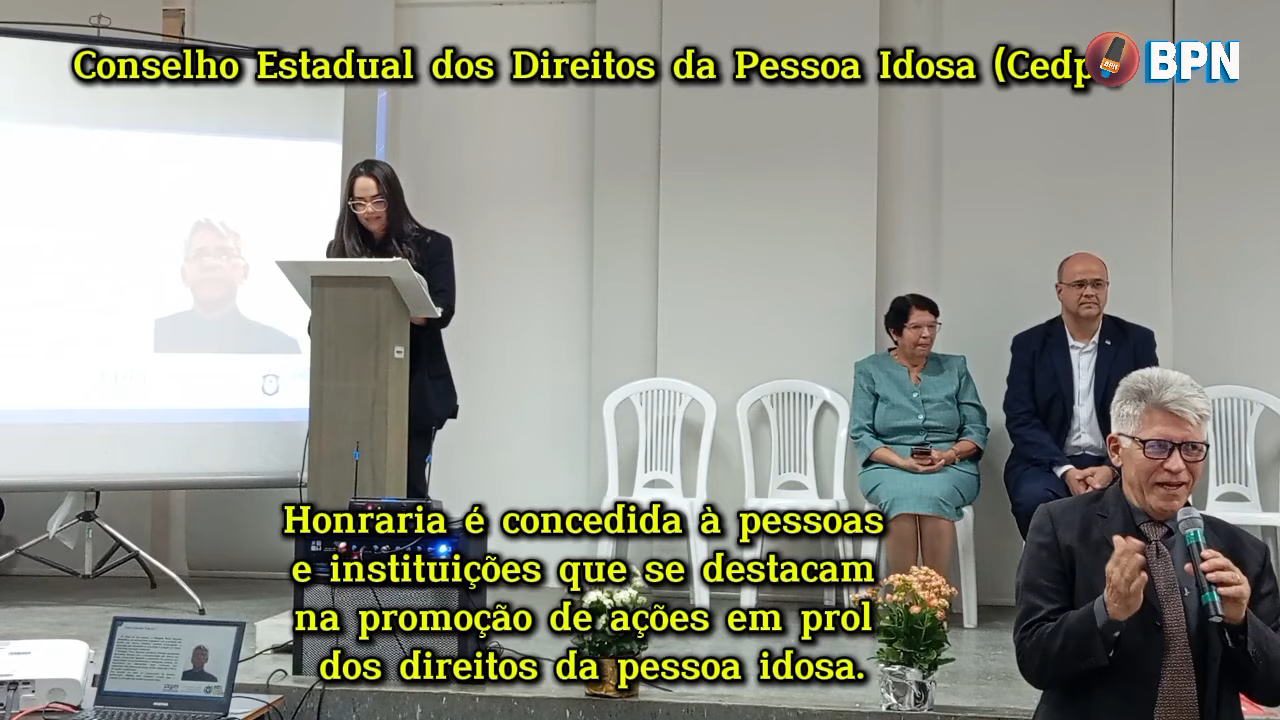 Conselho Estadual dos Direitos da Pessoa Idosa (Cedp
BPN
Honraria é concedida à pessoas
e instituições que se destacam
na promoção de ações em prol
dos direitos da pessoa idosa.